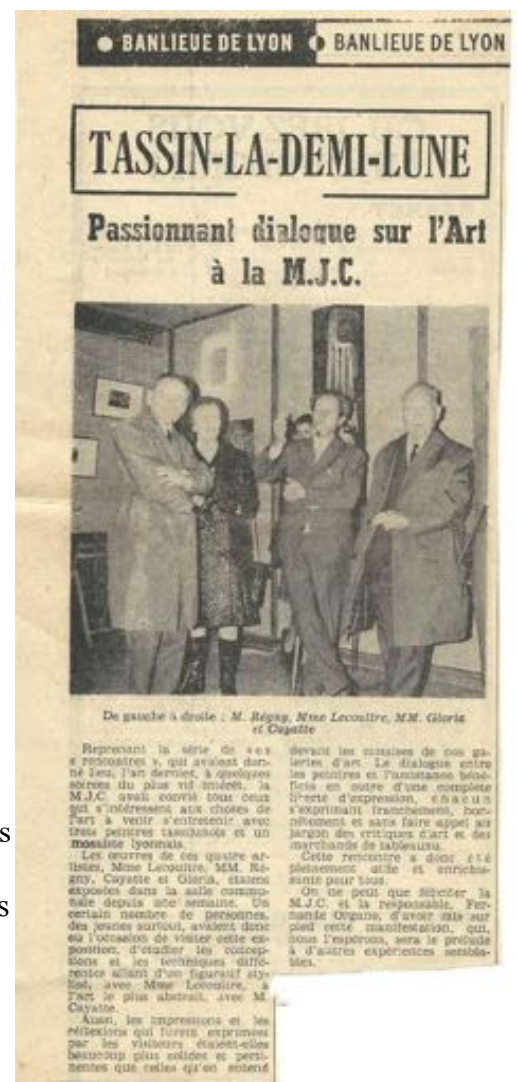 BANLIEUE DE LYON BANLIEUE DE LYON
TASSIN-LA-DEMI-LUNE
Passionnant dialogue sur l'Art
à la M.J.C.
De gauche à droite : M. Régny, Mme Lecoultre, MM. Gloria
et Cayatte
Reprenant la série de ses
« rencontres », qui avaient don-
né lieu, l'an dernier, à quelques
soirées du plus vif intérêt, la
M.J.C. avait convié tous ceux
qui s'intéressent aux choses de
l'art à venir s'entretenir avec
trois peintres tassilunois et un
mosaïste lyonnais.
Les œuvres de ces quatre ar-
tistes, Mme Lecoultre, MM. Ré-
gny, Cayatte et Gloria, étaient
exposées dans la salle commu-
nale depuis une semaine. Un
certain nombre de personnes,
des jeunes surtout, avaient donc
eu l'occasion de visiter cette ex-
position, d'étudier les concep-
tions et les techniques diffé-
rentes allant d'un figuratif sty-
lisé, avec Mme Lecoultre, à
l'art le plus abstrait, avec M.
Cayatte.
Aussi, les impressions et les
réflexions qui furent exprimées
par les visiteurs étaient-elles
beaucoup plus solides et perti-
nentes que celles qu'on entend
devant les cimaises de nos ga-
leries d'art. Le dialogue entre
les peintres et l'assistance béné-
ficia en outre d'une complète
liberté d'expression, chacun
s'exprimant franchement, hon-
nêtement et sans faire appel au
jargon des critiques d'art et des
marchands de tableaux.
Cette rencontre a donc été
pleinement utile et enrichis-
sante pour tous.
On ne peut que féliciter la
M.J.C. et la responsable, Fer-
nande Organo, d'avoir mis sur
pied cette manifestation, qui,
nous l'espérons, sera le prélude
à d'autres expériences sembla-
bles.
s
s